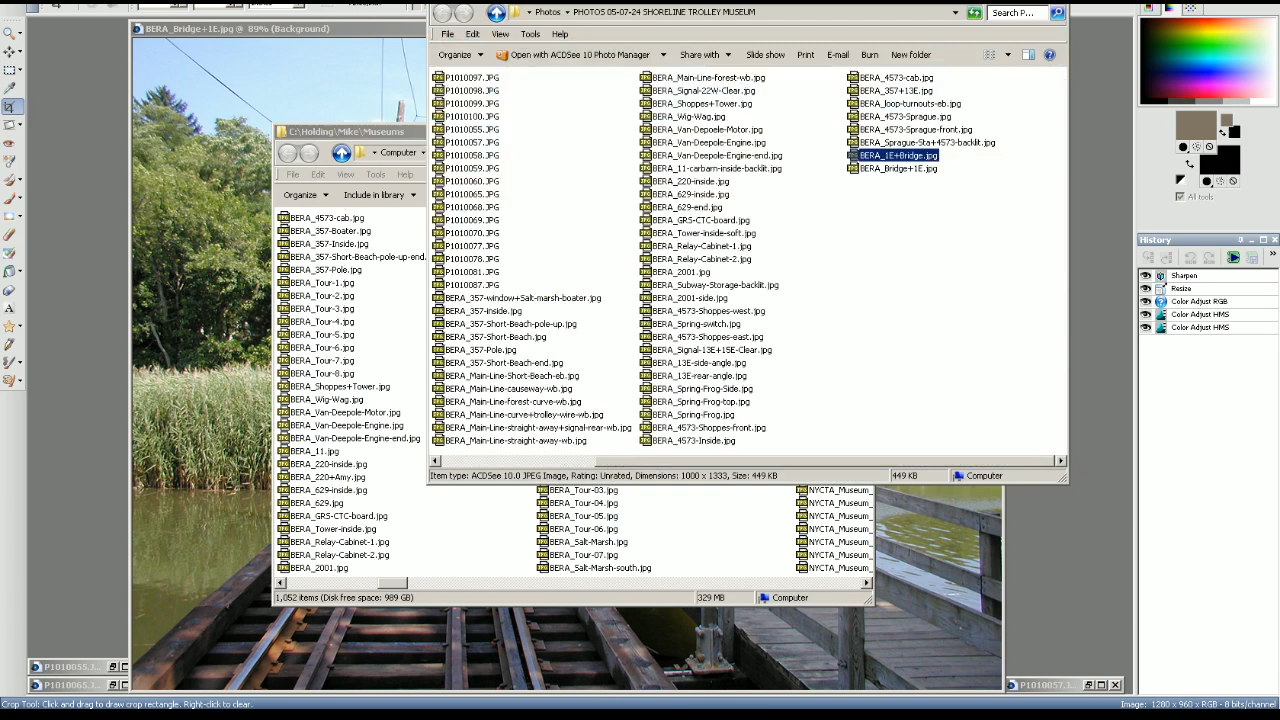 BERA_Bridge+1E.jpg @ 89% (Background)
Photos ▸ PHOTOS 05-07-24 SHORELINE TROLLEY MUSEUM
Search P...
File Edit View Tools Help
Organize Open with ACDSee 10 Photo Manager Share with Slide show Print E-mail Burn New folder
P1010097.JPG
P1010098.JPG
P1010099.JPG
P1010100.JPG
P1010055.JPG
P1010057.JPG
P1010058.JPG
P1010059.JPG
P1010060.JPG
P1010065.JPG
P1010068.JPG
P1010069.JPG
P1010070.JPG
P1010077.JPG
P1010078.JPG
P1010081.JPG
P1010087.JPG
BERA_357-window+Salt-marsh-boater.jpg
BERA_357-inside.jpg
BERA_357-Short-Beach-pole-up.jpg
BERA_357-Short-Beach.jpg
BERA_357-Pole.jpg
BERA_357-Short-Beach-end.jpg
BERA_Main-Line-Short-Beach-eb.jpg
BERA_Main-Line-causeway-wb.jpg
BERA_Main-Line-forest-curve-wb.jpg
BERA_Main-Line-curve+trolley-wire-wb.jpg
BERA_Main-Line-straight-away+signal-rear-wb.jpg
BERA_Main-Line-straight-away-wb.jpg
BERA_Main-Line-forest-wb.jpg
BERA_Signal-22W-Clear.jpg
BERA_Shoppes+Tower.jpg
BERA_Wig-Wag.jpg
BERA_Van-Depoele-Motor.jpg
BERA_Van-Depoele-Engine.jpg
BERA_Van-Depoele-Engine-end.jpg
BERA_11-carbarn-inside-backlit.jpg
BERA_220-inside.jpg
BERA_629-inside.jpg
BERA_629-end.jpg
BERA_GRS-CTC-board.jpg
BERA_Tower-inside-soft.jpg
BERA_Relay-Cabinet-1.jpg
BERA_Relay-Cabinet-2.jpg
BERA_2001.jpg
BERA_Subway-Storage-backlit.jpg
BERA_2001-side.jpg
BERA_4573-Shoppes-west.jpg
BERA_Spring-switch.jpg
BERA_4573-Shoppes-east.jpg
BERA_Signal-13E+15E-Clear.jpg
BERA_13E-side-angle.jpg
BERA_13E-rear-angle.jpg
BERA_Spring-Frog-Side.jpg
BERA_Spring-Frog-top.jpg
BERA_Spring-Frog.jpg
BERA_4573-Shoppes-front.jpg
BERA_4573-Inside.jpg
BERA_4573-cab.jpg
BERA_357+13E.jpg
BERA_loop-turnouts-eb.jpg
BERA_4573-Sprague.jpg
BERA_4573-Sprague-front.jpg
BERA_Sprague-Sta+4573-backlit.jpg
BERA_1E+Bridge.jpg
BERA_Bridge+1E.jpg
Item type: ACDSee 10.0 JPEG Image, Rating: Unrated, Dimensions: 1000 x 1333, Size: 449 KB
449 KB
Computer
C:\Holding\Mike\Museums
Computer
File Edit View Tools Help
Organize Include in library
BERA_4573-cab.jpg
BERA_357-Boater.jpg
BERA_357-Inside.jpg
BERA_357-Short-Beach-pole-up-end.
BERA_357-Pole.jpg
BERA_Tour-1.jpg
BERA_Tour-2.jpg
BERA_Tour-3.jpg
BERA_Tour-4.jpg
BERA_Tour-5.jpg
BERA_Tour-6.jpg
BERA_Tour-7.jpg
BERA_Tour-8.jpg
BERA_Shoppes+Tower.jpg
BERA_Wig-Wag.jpg
BERA_Van-Deepole-Motor.jpg
BERA_Van-Deepole-Engine.jpg
BERA_Van-Deepole-Engine-end.jpg
BERA_11.jpg
BERA_220-inside.jpg
BERA_220+Amy.jpg
BERA_629-inside.jpg
BERA_629.jpg
BERA_GRS-CTC-board.jpg
BERA_Tower-inside.jpg
BERA_Relay-Cabinet-1.jpg
BERA_Relay-Cabinet-2.jpg
BERA_2001.jpg
BERA_Tour-03.jpg
BERA_Tour-04.jpg
BERA_Tour-05.jpg
BERA_Tour-06.jpg
BERA_Salt-Marsh.jpg
BERA_Tour-07.jpg
BERA_Salt-Marsh-south.jpg
NYCTA_Museum_
NYCTA_Museum_
NYCTA_Museum_
NYCTA_Museum_
NYCTA_Museum_
NYCTA_Museum_
NYCTA_Museum_
1,052 items (Disk free space: 989 GB)
329 MB
Computer
All tools
History
Sharpen
Resize
Color Adjust RGB
Color Adjust HMS
Color Adjust HMS
P1010055.J...
P1010065.J...
P1010057.J...
Crop Tool: Click and drag to draw crop rectangle. Right-click to clear.
Image: 1280 x 960 x RGB - 8 bits/channel